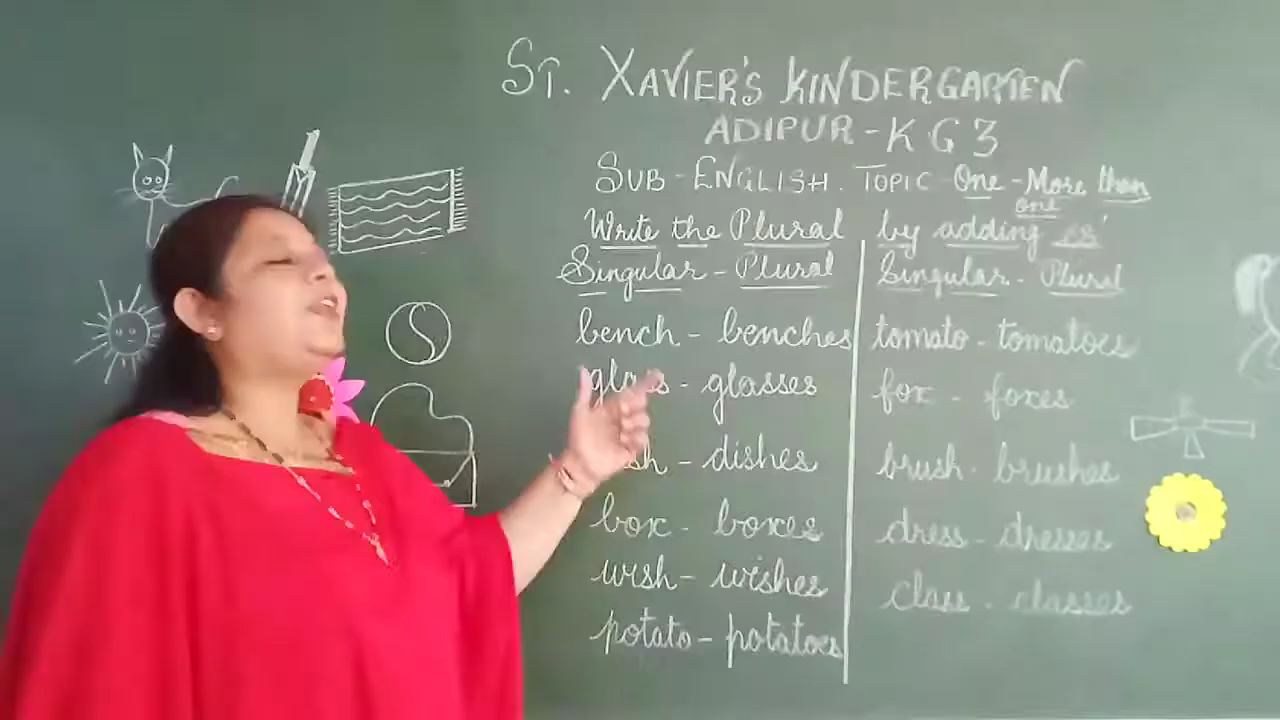 ST. XAVIER'S KINDERGARTEN
ADIPUR - K G 3
SUB - ENGLISH. TOPIC - One - More than
one
Write the Plural by adding es'
Singular - Plural
bench - benches
glass - glasses
- dishes
box - boxes
wish - wishes
potato - potatoes
Singular - Plural
tomato - tomatoes
fox - foxes
brush - brushes
dress - dresses
class - classes